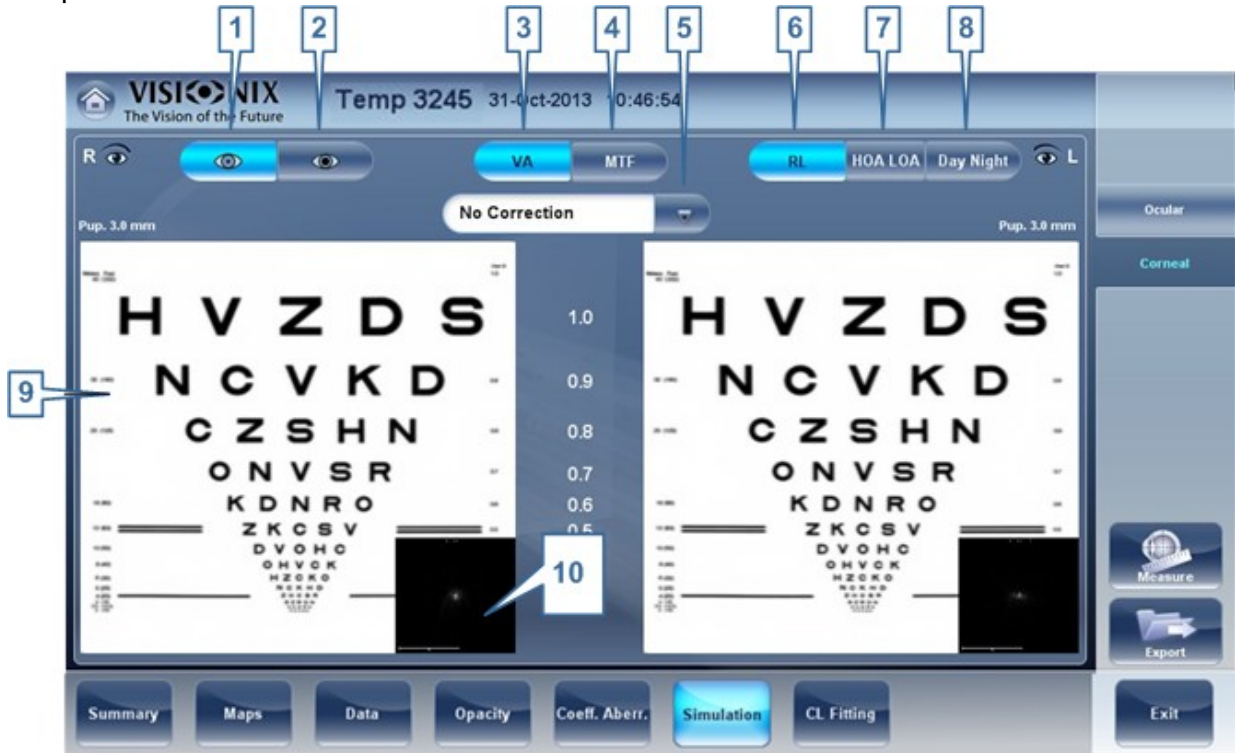 1 2 3 4 5 6 7 8
VISIONIX Temp 3245 31-Oct-2013 10:46:54
The Vision of the Future
R VA MTF RL HOA LOA Day Night L
No Correction
Pup. 3.0 mm Pup. 3.0 mm
Ocular
Corneal
H V Z D S 1.0 H V Z D S
9 N C V K D 0.9 N C V K D
C Z S H N 0.8 C Z S H N
O N V S R 0.7 O N V S R
K D N R O 0.6 K D N R O
Z K C S V 0.5 Z K C S V
D V O H C D V O H C
O H V C K O H V C K
H Z C K O H Z C K O
10
Measure
Export
Summary Maps Data Opacity Coeff. Aberr. Simulation CL Fitting Exit